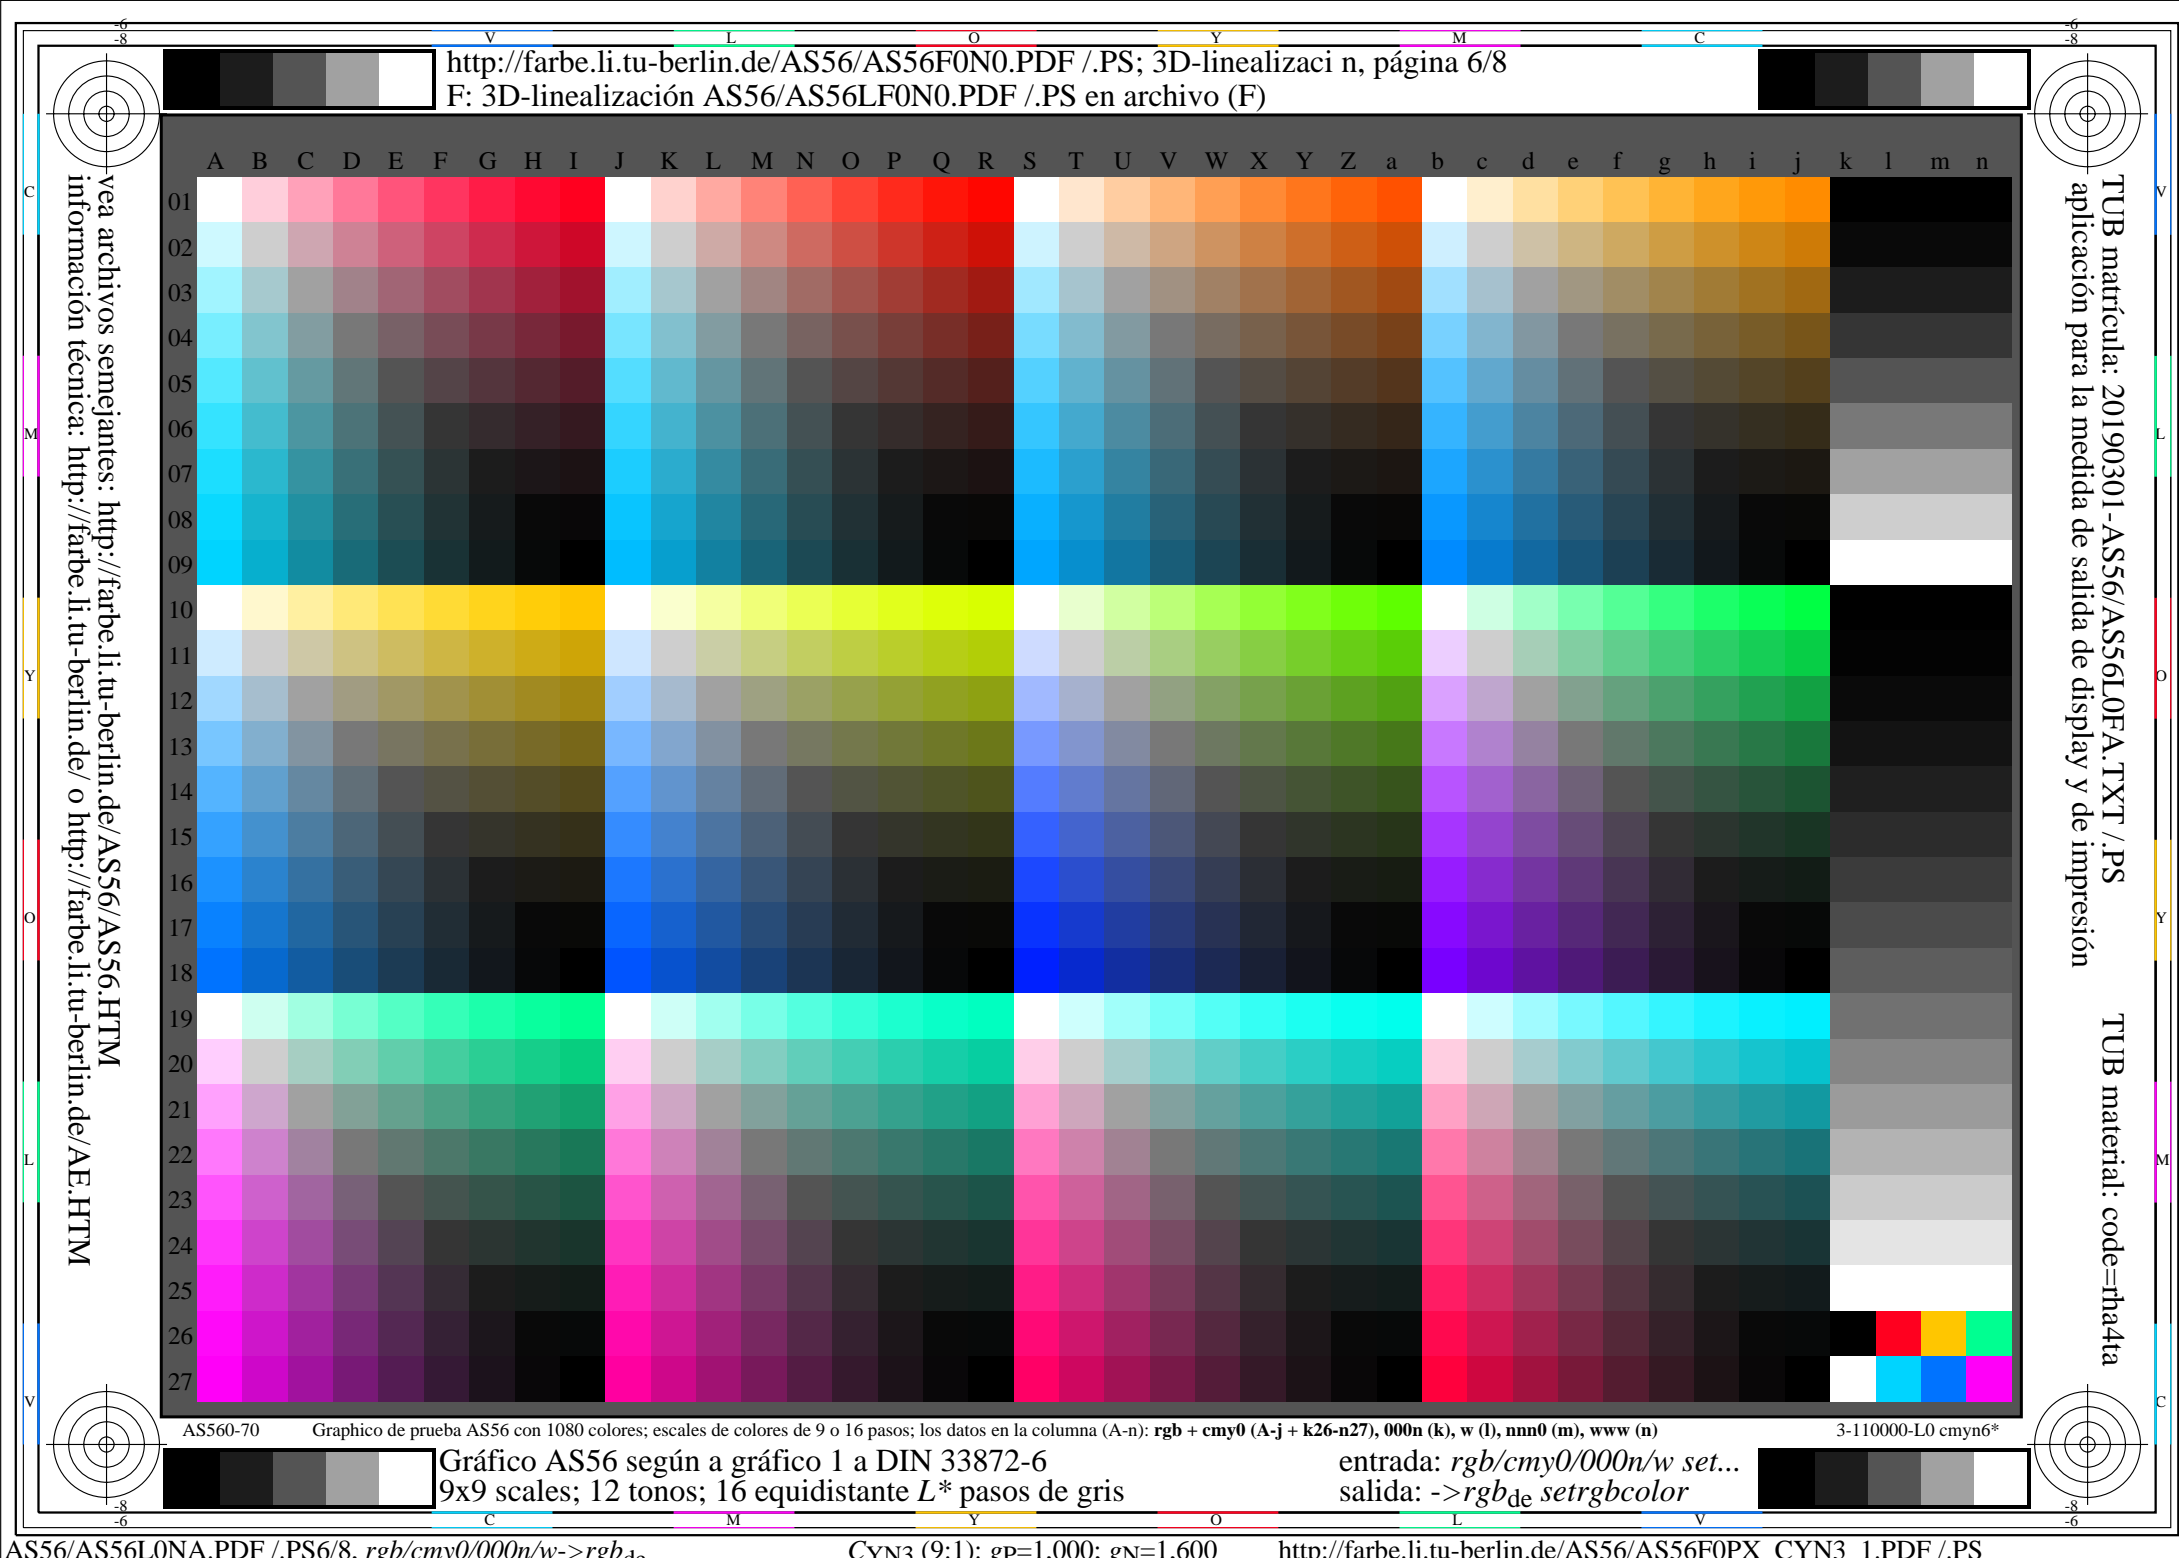 -6
-8
-6
-8
V L O Y M C
http://farbe.li.tu-berlin.de/AS56/AS56F0N0.PDF /.PS; 3D-linealizaci n, página 6/8
F: 3D-linealización AS56/AS56LF0N0.PDF /.PS en archivo (F)
A B C D E F G H I J K L M N O P Q R S T U V W X Y Z a b c d e f g h i j k l m n
01
02
03
04
05
06
07
08
09
10
11
12
13
14
15
16
17
18
19
20
21
22
23
24
25
26
27
C
M
Y
O
L
V
vea archivos semejantes: http://farbe.li.tu-berlin.de/AS56/AS56.HTM
información técnica: http://farbe.li.tu-berlin.de/ o http://farbe.li.tu-berlin.de/AE.HTM
TUB matrícula: 20190301-AS56/AS56L0FA.TXT /.PS
aplicación para la medida de salida de display y de impresión
TUB material: code=rha4ta
V
L
O
Y
M
C
AS560-70
Graphico de prueba AS56 con 1080 colores; escales de colores de 9 o 16 pasos; los datos en la columna (A-n): rgb + cmy0 (A-j + k26-n27), 000n (k), w (l), nnn0 (m), www (n)
3-110000-L0 cmyn6*
Gráfico AS56 según a gráfico 1 a DIN 33872-6
9x9 scales; 12 tonos; 16 equidistante L* pasos de gris
entrada: rgb/cmy0/000n/w set...
salida: ->rgbde setrgbcolor
-8
-6
-8
-6
C M Y O L V
AS56/AS56L0NA.PDF /.PS6/8, rgb/cmy0/000n/w->rgbde
CYN3 (9:1): gP=1.000; gN=1.600
http://farbe.li.tu-berlin.de/AS56/AS56F0PX_CYN3_1.PDF /.PS